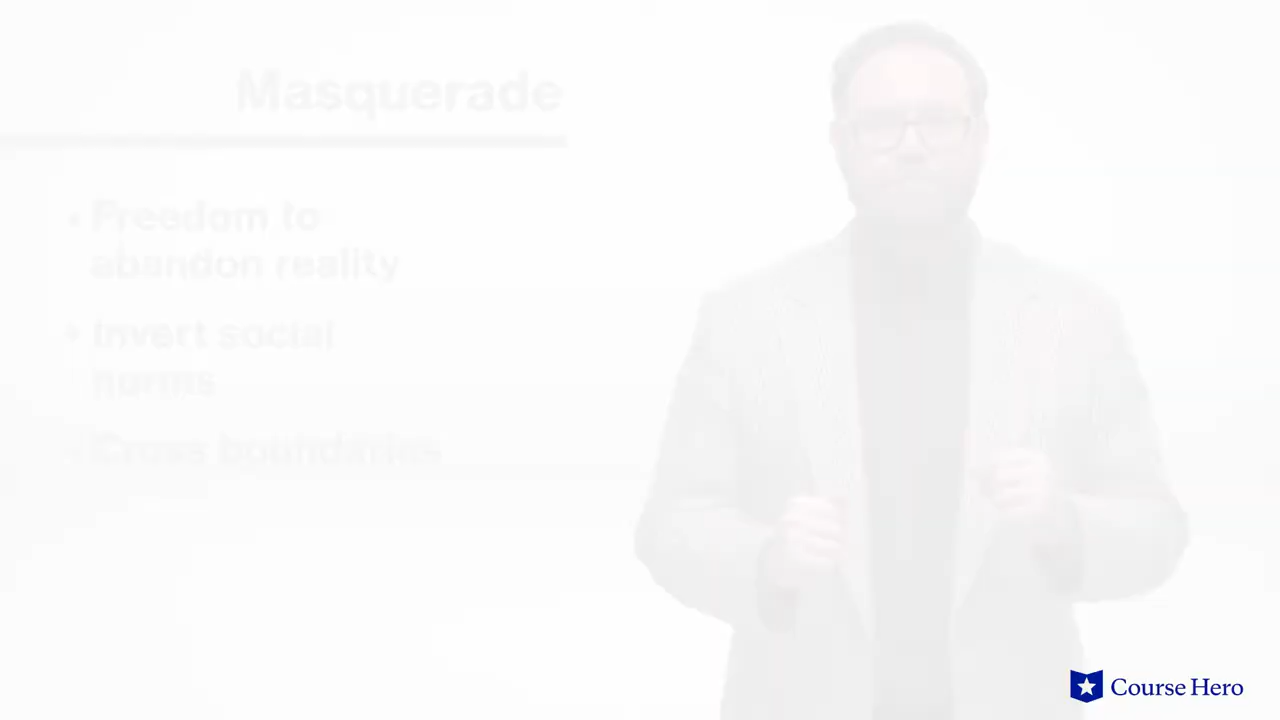 Masquerade
• Freedom to
abandon reality
• Invert social
norms
• Cross boundaries
Course Hero